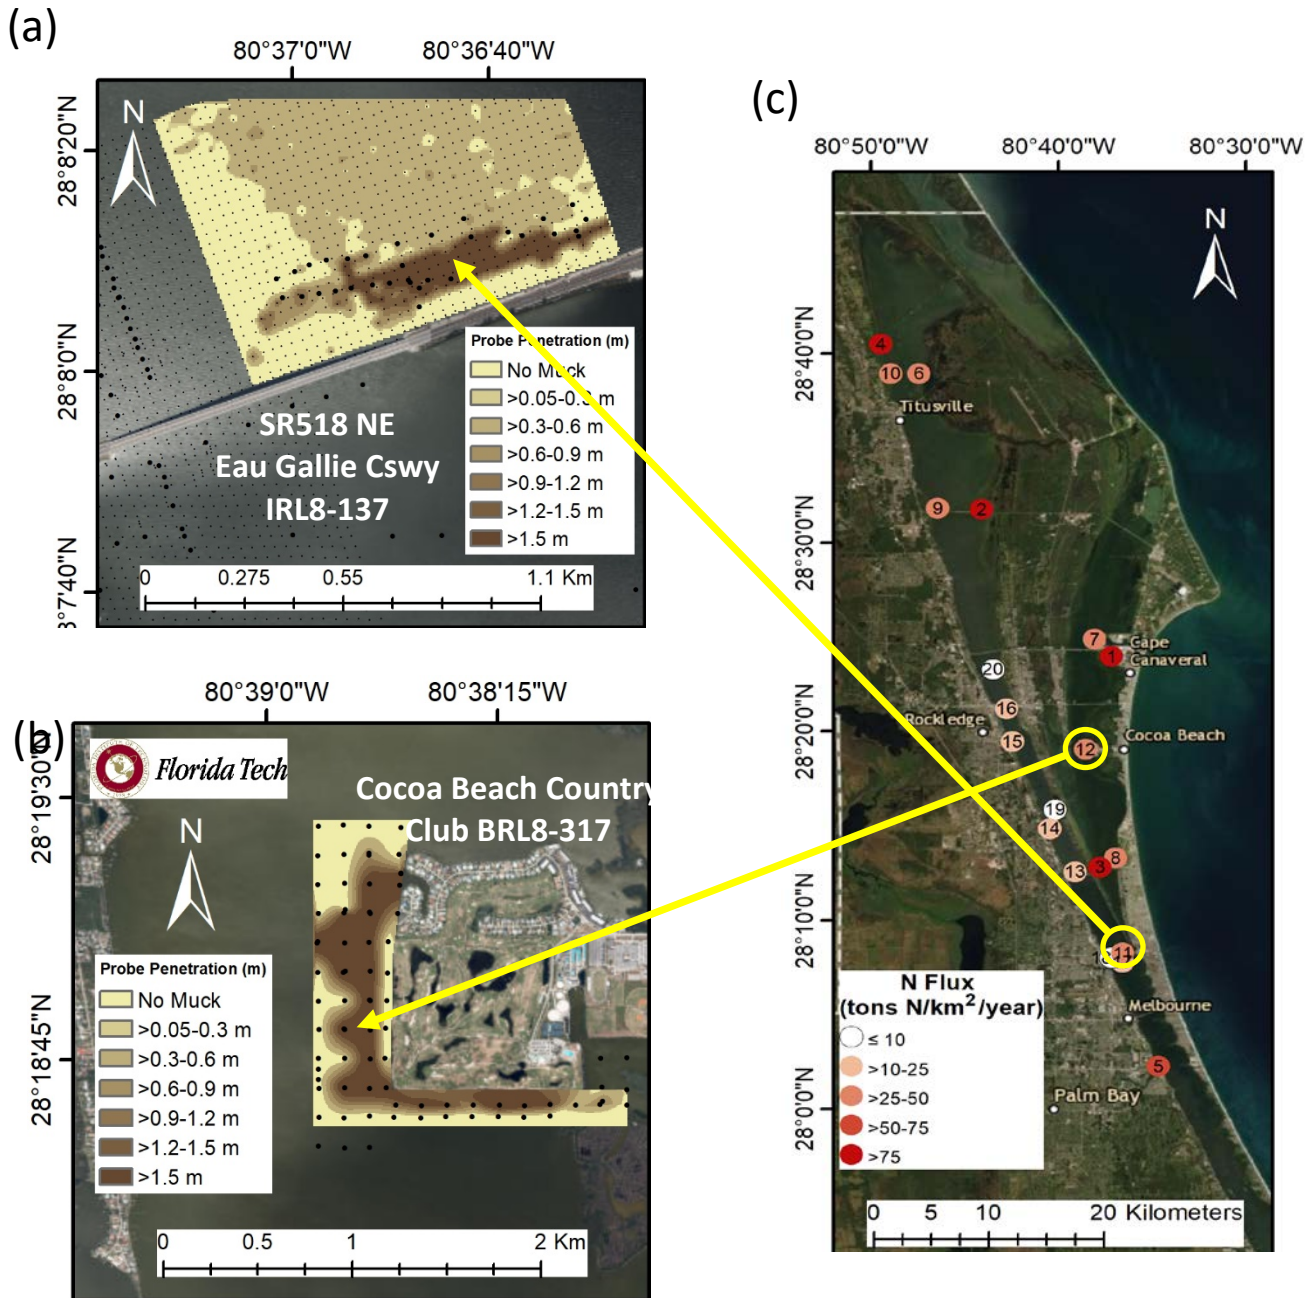 (a)
80°37'0"W 80°36'40"W
N
28°8'20"N
28°8'0"N
8°7'40"N
SR518 NE
Eau Gallie Cswy
IRL8-137
Probe Penetration (m)
No Muck
>0.05-0.3 m
>0.3-0.6 m
>0.6-0.9 m
>0.9-1.2 m
>1.2-1.5 m
>1.5 m
0 0.275 0.55 1.1 Km
(b)
80°39'0"W 80°38'15"W
Florida Tech
Cocoa Beach Country
Club BRL8-317
N
28°19'30"N
28°18'45"N
Probe Penetration (m)
No Muck
>0.05-0.3 m
>0.3-0.6 m
>0.6-0.9 m
>0.9-1.2 m
>1.2-1.5 m
>1.5 m
0 0.5 1 2 Km
(c)
80°50'0"W 80°40'0"W 80°30'0"W
N
28°40'0"N
28°30'0"N
28°20'0"N
28°10'0"N
28°0'0"N
4
10 6
Titusville
9 2
7 Cape
1 Canaveral
20
16
Rockledge
15
12 Cocoa Beach
19
14
13 3 8
11
Melbourne
5
Palm Bay
N Flux
(tons N/km²/year)
≤ 10
>10-25
>25-50
>50-75
>75
0 5 10 20 Kilometers